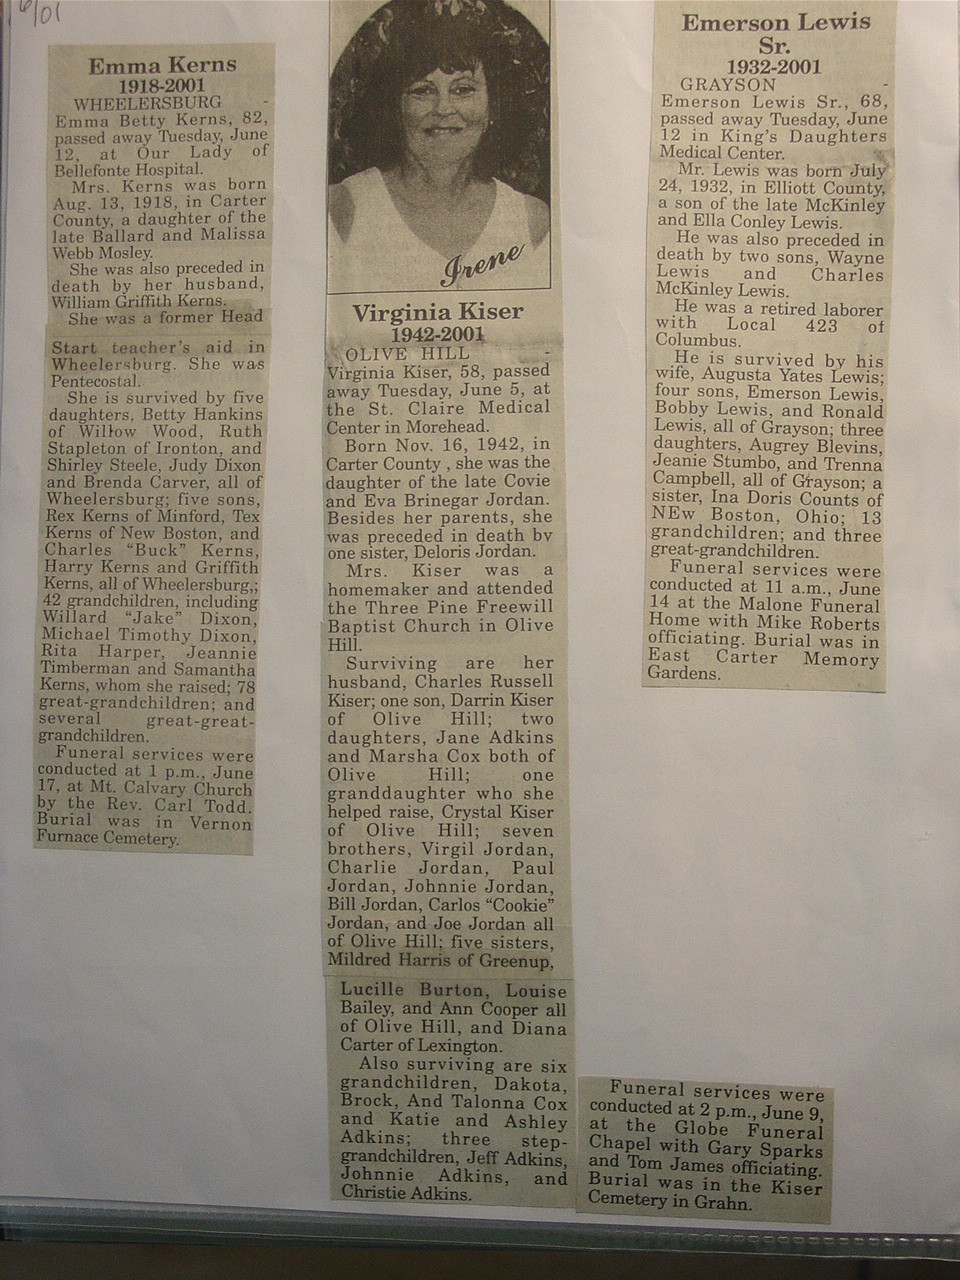 6/01
Emma Kerns
1918-2001
WHEELERSBURG -
Emma Betty Kerns, 82,
passed away Tuesday, June
12, at Our Lady of
Bellefonte Hospital.
Mrs. Kerns was born
Aug. 13, 1918, in Carter
County, a daughter of the
late Ballard and Malissa
Webb Mosley.
She was also preceded in
death by her husband,
William Griffith Kerns.
She was a former Head
Start teacher's aid in
Wheelersburg. She was
Pentecostal.
She is survived by five
daughters, Betty Hankins
of Willow Wood, Ruth
Stapleton of Ironton, and
Shirley Steele, Judy Dixon
and Brenda Carver, all of
Wheelersburg; five sons,
Rex Kerns of Minford, Tex
Kerns of New Boston, and
Charles "Buck" Kerns,
Harry Kerns and Griffith
Kerns, all of Wheelersburg,;
42 grandchildren, including
Willard "Jake" Dixon,
Michael Timothy Dixon,
Rita Harper, Jeannie
Timberman and Samantha
Kerns, whom she raised; 78
great-grandchildren; and
several great-great-
grandchildren.
Funeral services were
conducted at 1 p.m., June
17, at Mt. Calvary Church
by the Rev. Carl Todd.
Burial was in Vernon
Furnace Cemetery.
Irene
Virginia Kiser
1942-2001
OLIVE HILL -
Virginia Kiser, 58, passed
away Tuesday, June 5, at
the St. Claire Medical
Center in Morehead.
Born Nov. 16, 1942, in
Carter County , she was the
daughter of the late Covie
and Eva Brinegar Jordan.
Besides her parents, she
was preceded in death by
one sister, Deloris Jordan.
Mrs. Kiser was a
homemaker and attended
the Three Pine Freewill
Baptist Church in Olive
Hill.
Surviving are her
husband, Charles Russell
Kiser; one son, Darrin Kiser
of Olive Hill; two
daughters, Jane Adkins
and Marsha Cox both of
Olive Hill; one
granddaughter who she
helped raise, Crystal Kiser
of Olive Hill; seven
brothers, Virgil Jordan,
Charlie Jordan, Paul
Jordan, Johnnie Jordan,
Bill Jordan, Carlos "Cookie"
Jordan, and Joe Jordan all
of Olive Hill; five sisters,
Mildred Harris of Greenup,
Lucille Burton, Louise
Bailey, and Ann Cooper all
of Olive Hill, and Diana
Carter of Lexington.
Also surviving are six
grandchildren, Dakota,
Brock, And Talonna Cox
and Katie and Ashley
Adkins; three step-
grandchildren, Jeff Adkins,
Johnnie Adkins, and
Christie Adkins.
Funeral services were
conducted at 2 p.m., June 9,
at the Globe Funeral
Chapel with Gary Sparks
and Tom James officiating.
Burial was in the Kiser
Cemetery in Grahn.
Emerson Lewis
Sr.
1932-2001
GRAYSON -
Emerson Lewis Sr., 68,
passed away Tuesday, June
12 in King's Daughters
Medical Center.
Mr. Lewis was born July
24, 1932, in Elliott County,
a son of the late McKinley
and Ella Conley Lewis.
He was also preceded in
death by two sons, Wayne
Lewis and Charles
McKinley Lewis.
He was a retired laborer
with Local 423 of
Columbus.
He is survived by his
wife, Augusta Yates Lewis;
four sons, Emerson Lewis,
Bobby Lewis, and Ronald
Lewis, all of Grayson; three
daughters, Augrey Blevins,
Jeanie Stumbo, and Trenna
Campbell, all of Grayson; a
sister, Ina Doris Counts of
NEw Boston, Ohio; 13
grandchildren; and three
great-grandchildren.
Funeral services were
conducted at 11 a.m., June
14 at the Malone Funeral
Home with Mike Roberts
officiating. Burial was in
East Carter Memory
Gardens.